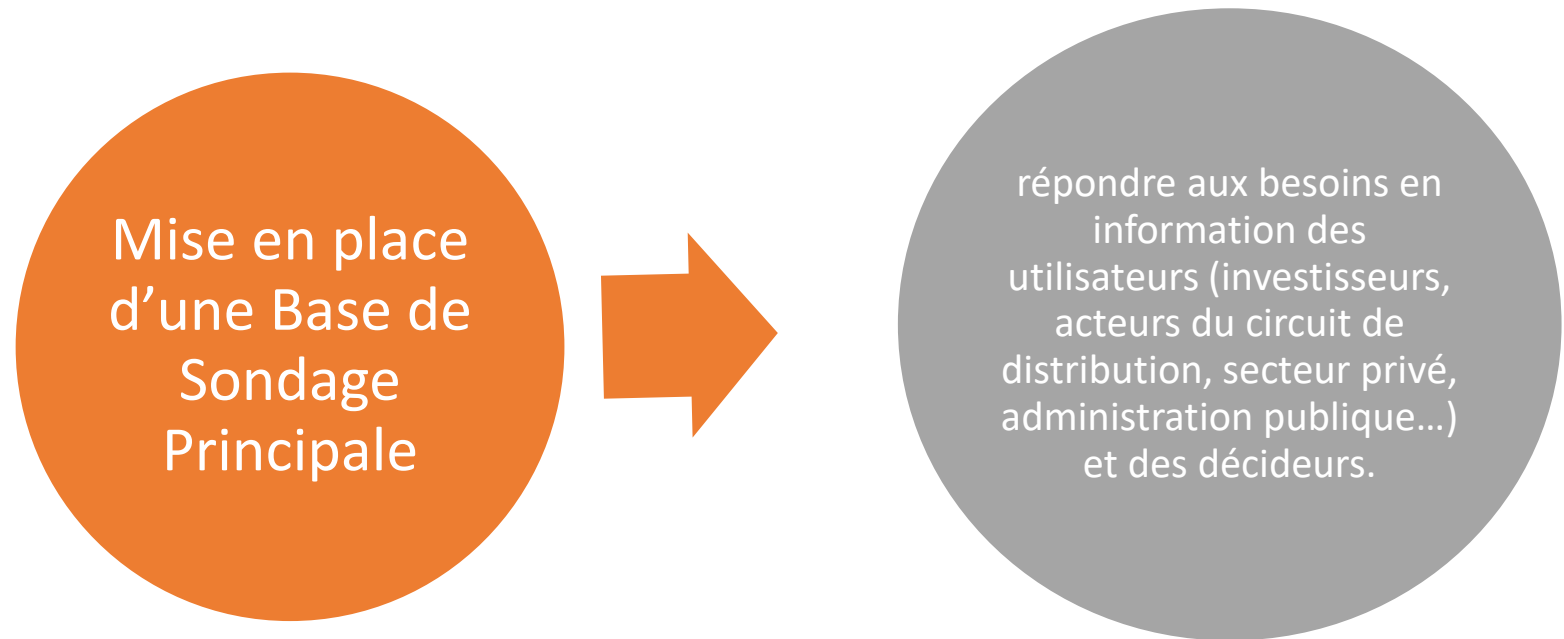 Mise en place
d’une Base de
Sondage
Principale
répondre aux besoins en
information des
utilisateurs (investisseurs,
acteurs du circuit de
distribution, secteur privé,
administration publique…)
et des décideurs.